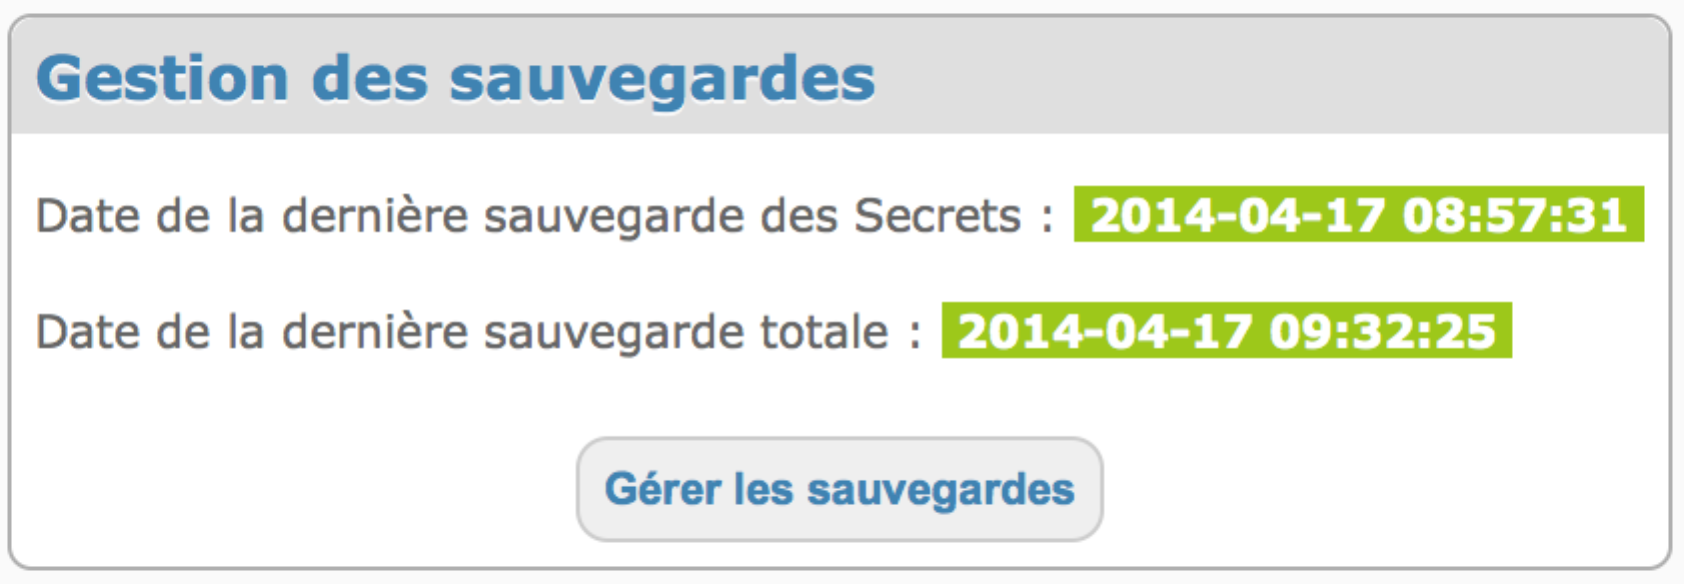 Gestion des sauvegardes
Date de la dernière sauvegarde des Secrets : 2014-04-17 08:57:31
Date de la dernière sauvegarde totale : 2014-04-17 09:32:25
Gérer les sauvegardes